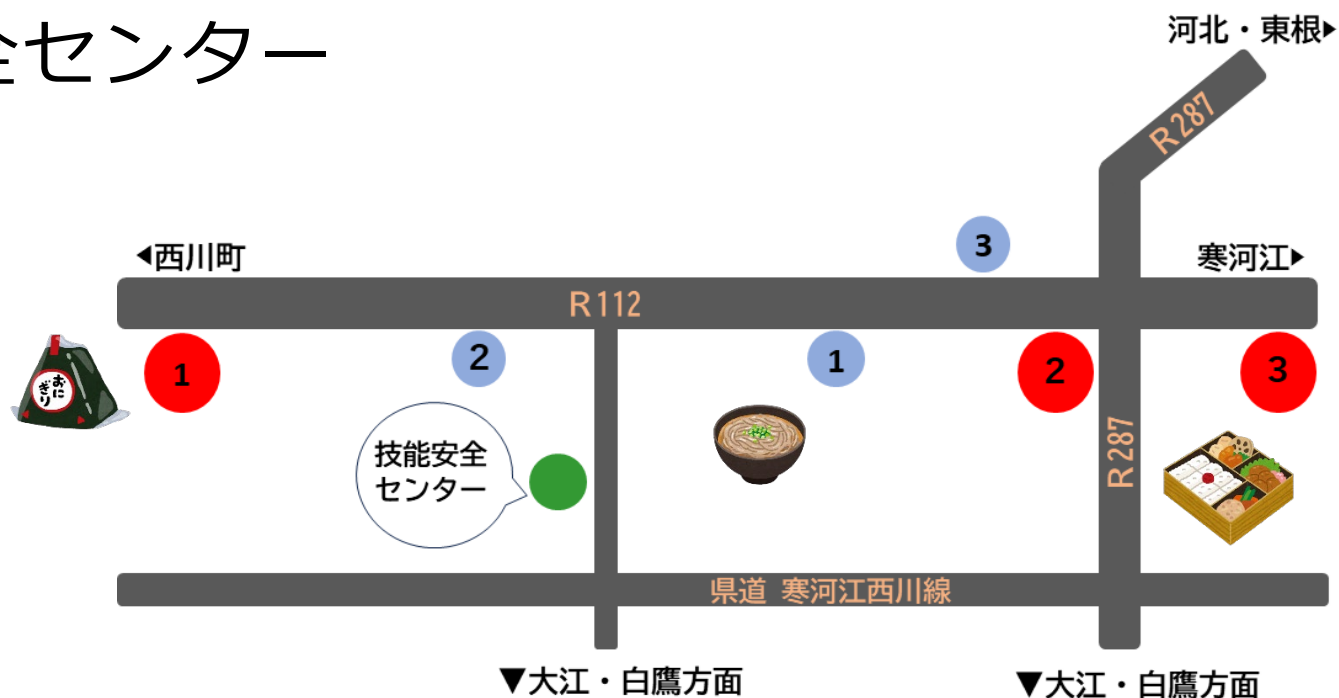 全センター
河北・東根▶
R287
3
◀西川町
寒河江▶
R112
おにぎり
1
2
1
2
3
技能安全
センター
R287
県道 寒河江西川線
▼大江・白鷹方面
▼大江・白鷹方面